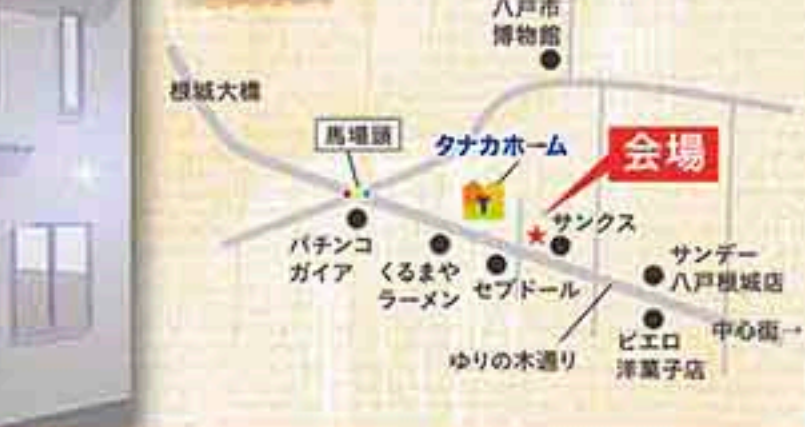 八戸市
博物館
根城大橋
馬場頭
タナカホーム
会場
サンクス
パチンコ
ガイア
くるまや
ラーメン
セブドール
サンデー
八戸根城店
ピエロ
洋菓子店
中心街→
ゆりの木通り